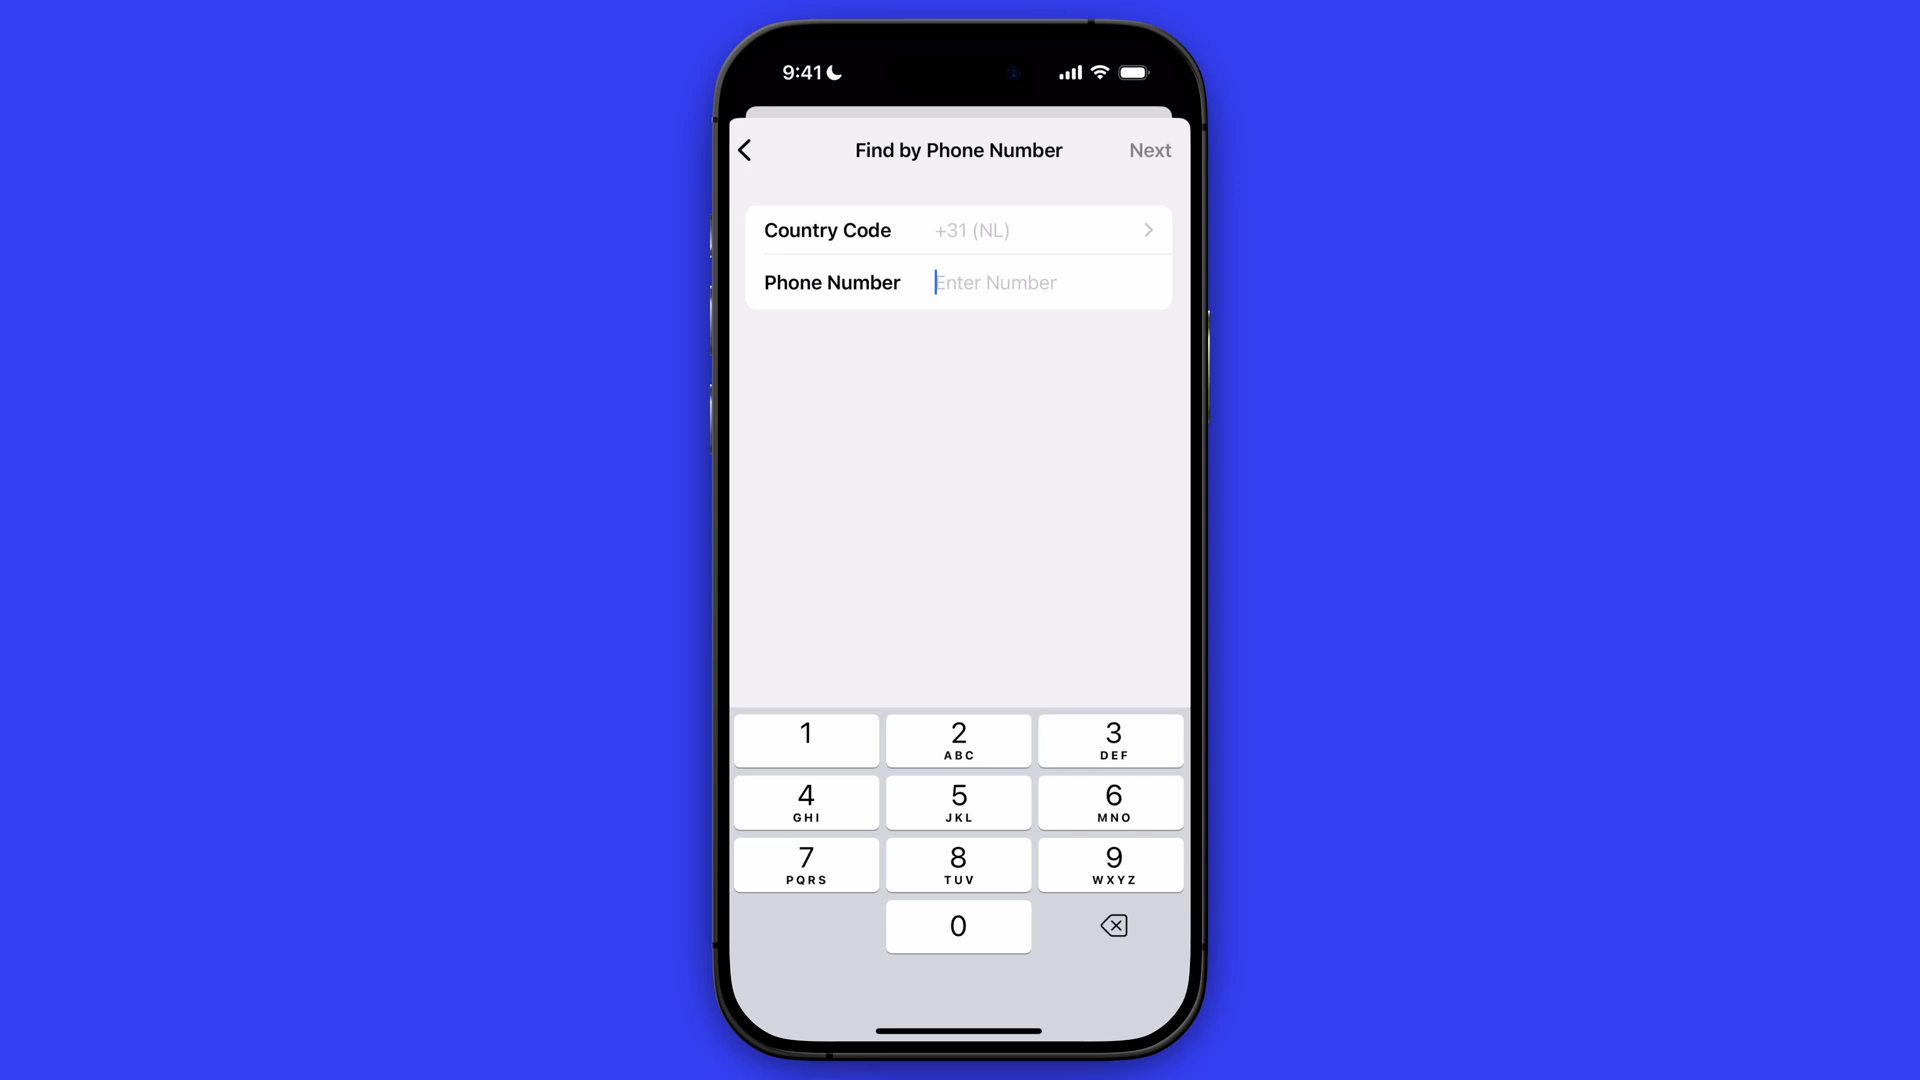 9:41
Find by Phone Number Next
Country Code +31 (NL)
Phone Number Enter Number
1 2 3
ABC DEF
4 5 6
GHI JKL MNO
7 8 9
PQRS TUV WXYZ
0